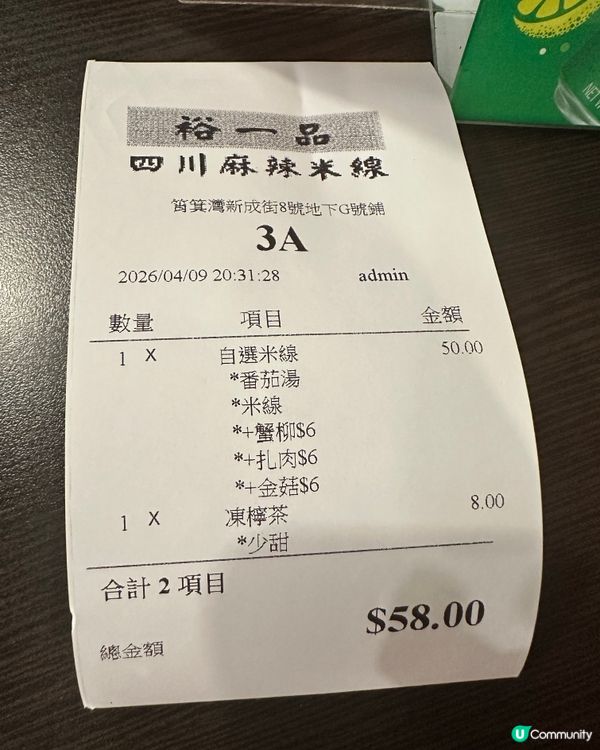 裕一品
四川麻辣米線
筲箕灣新成街8號地下G號鋪
3A
2026/04/09 20:31:28 admin
數量 項目 金額
1 X 自選米線 50.00
*番茄湯
*米線
*+蟹柳$6
*+扎肉$6
*+金菇$6
1 X 凍檸茶 8.00
*少甜
合計 2 項目
$58.00
總金額
U Community